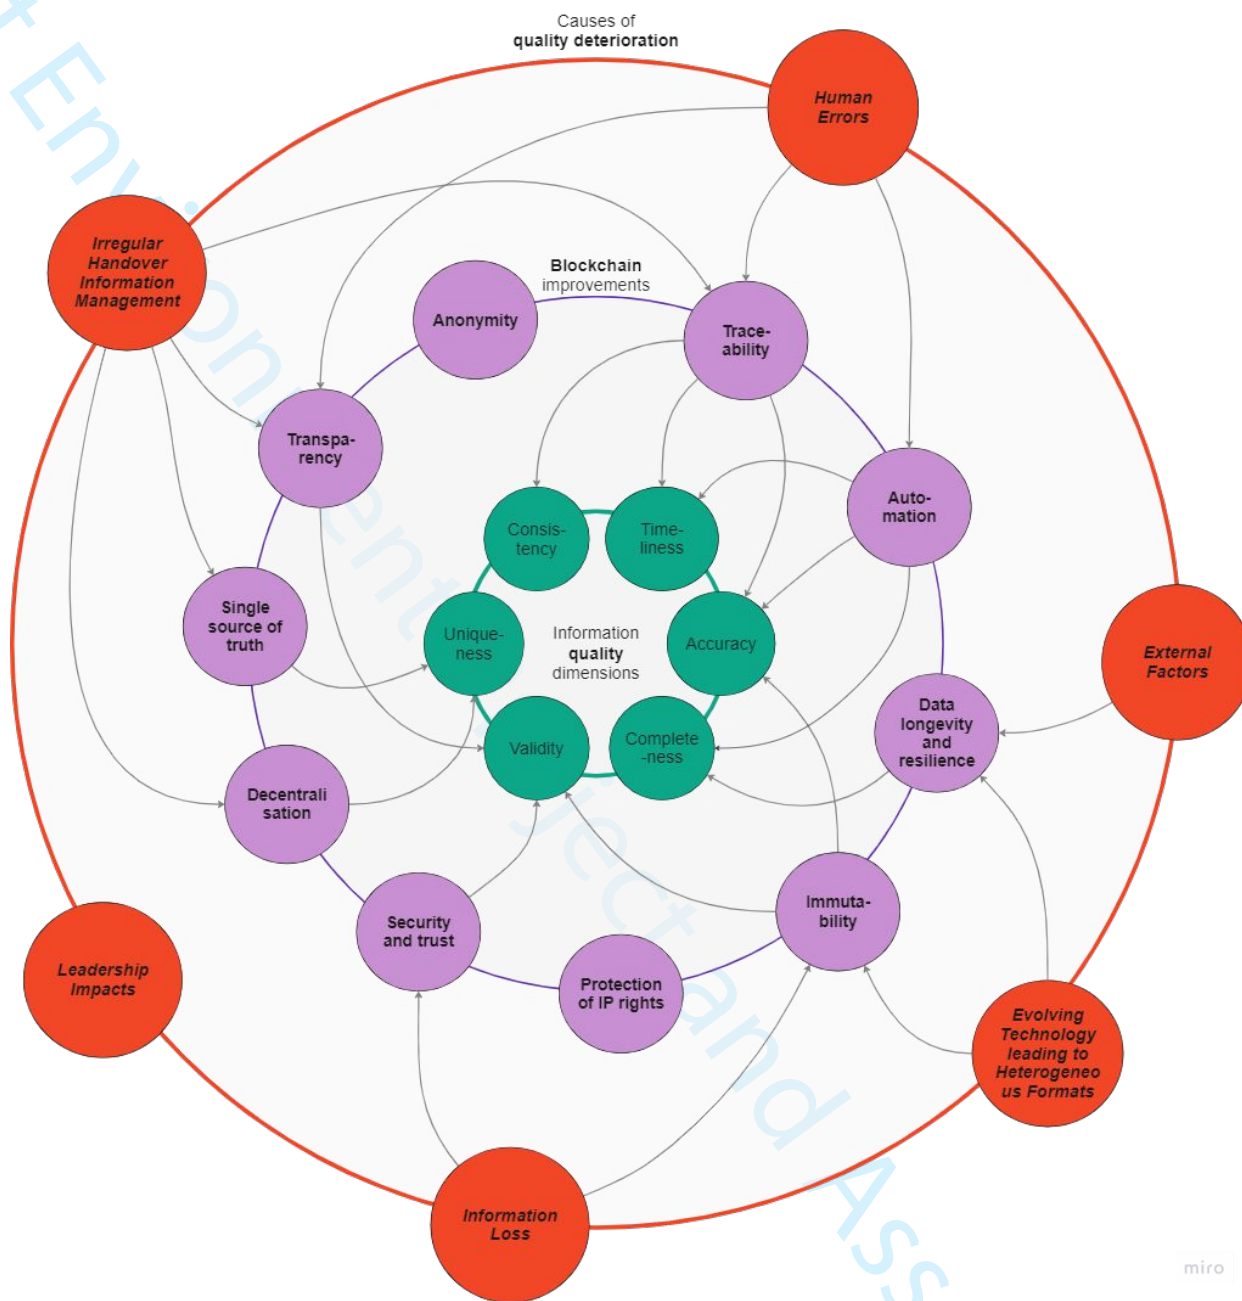 Causes of
quality deterioration
Human
Errors
Irregular
Handover
Information
Management
Blockchain
improvements
Anonymity
Trace-
ability
Transpa-
rency
Auto-
mation
Consis-
tency
Time-
liness
Single
source of
truth
Unique-
ness
Information
quality
dimensions
Accuracy
External
Factors
Data
longevity
and
resilience
Validity
Complete
-ness
Decentrali
sation
Security
and trust
Immuta-
bility
Leadership
Impacts
Protection
of IP rights
Evolving
Technology
leading to
Heterogeneo
us Formats
Information
Loss
miro